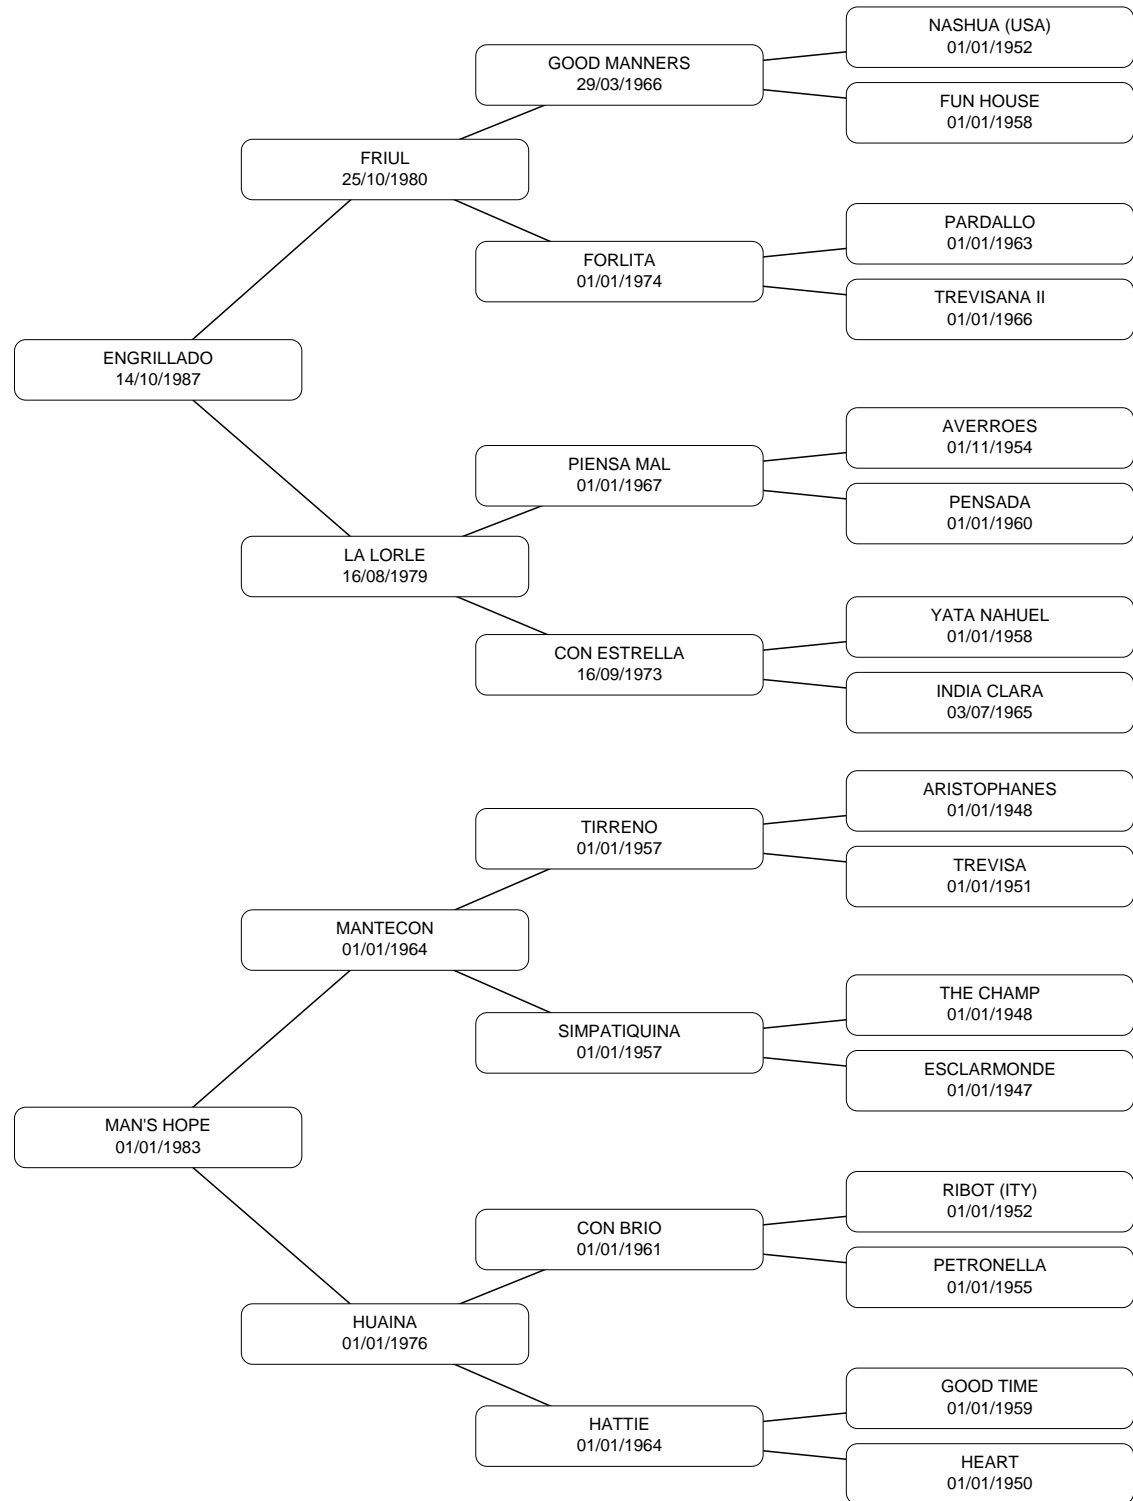 NASHUA (USA)
01/01/1952
GOOD MANNERS
29/03/1966
FUN HOUSE
01/01/1958
FRIUL
25/10/1980
PARDALLO
01/01/1963
FORLITA
01/01/1974
TREVISANA II
01/01/1966
ENGRILLADO
14/10/1987
AVERROES
01/11/1954
PIENSA MAL
01/01/1967
PENSADA
01/01/1960
LA LORLE
16/08/1979
YATA NAHUEL
01/01/1958
CON ESTRELLA
16/09/1973
INDIA CLARA
03/07/1965
ARISTOPHANES
01/01/1948
TIRRENO
01/01/1957
TREVISA
01/01/1951
MANTECON
01/01/1964
THE CHAMP
01/01/1948
SIMPATIQUINA
01/01/1957
ESCLARMONDE
01/01/1947
MAN'S HOPE
01/01/1983
RIBOT (ITY)
01/01/1952
CON BRIO
01/01/1961
PETRONELLA
01/01/1955
HUAINA
01/01/1976
GOOD TIME
01/01/1959
HATTIE
01/01/1964
HEART
01/01/1950